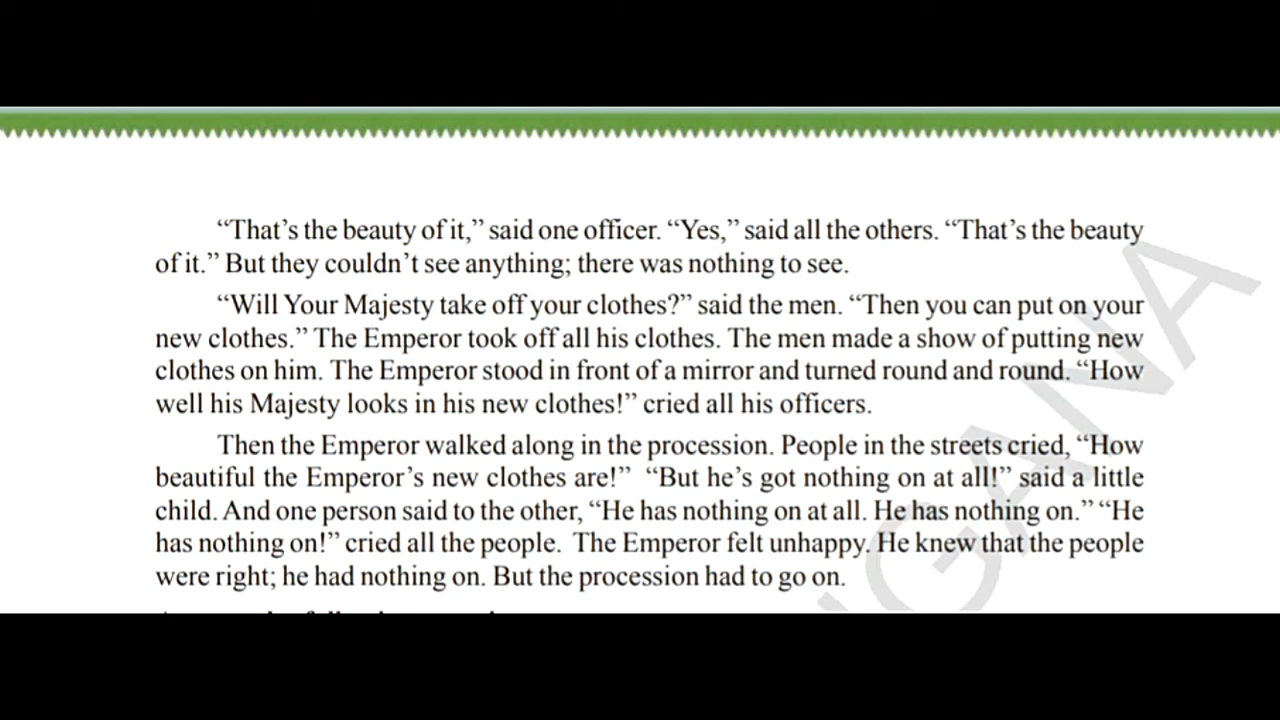 “That’s the beauty of it,” said one officer. “Yes,” said all the others. “That’s the beauty
of it.” But they couldn’t see anything; there was nothing to see.
“Will Your Majesty take off your clothes?” said the men. “Then you can put on your
new clothes.” The Emperor took off all his clothes. The men made a show of putting new
clothes on him. The Emperor stood in front of a mirror and turned round and round. “How
well his Majesty looks in his new clothes!” cried all his officers.
Then the Emperor walked along in the procession. People in the streets cried, “How
beautiful the Emperor’s new clothes are!” “But he’s got nothing on at all!” said a little
child. And one person said to the other, “He has nothing on at all. He has nothing on.” “He
has nothing on!” cried all the people. The Emperor felt unhappy. He knew that the people
were right; he had nothing on. But the procession had to go on.